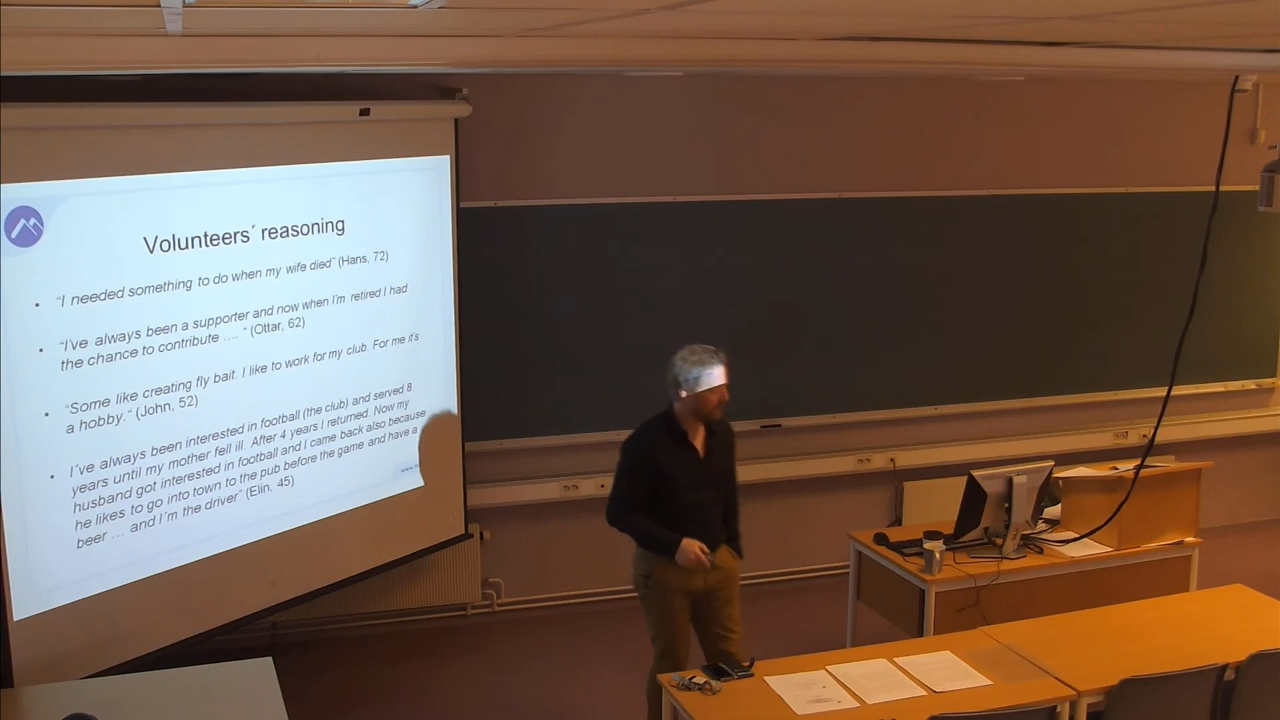 Volunteers´ reasoning
• "I needed something to do when my wife died" (Hans, 72)
• "I've always been a supporter and now when I'm retired I had
the chance to contribute …. " (Ottar, 62)
• "Some like creating fly bait. I like to work for my club. For me it's
a hobby." (John, 52)
• I´ve always been interested in football (the club) and served 8
years until my mother fell ill. After 4 years I returned. Now my
husband got interested in football and I came back also because
he likes to go into town to the pub before the game and have a
beer … and I´m the driver" (Elin, 45)